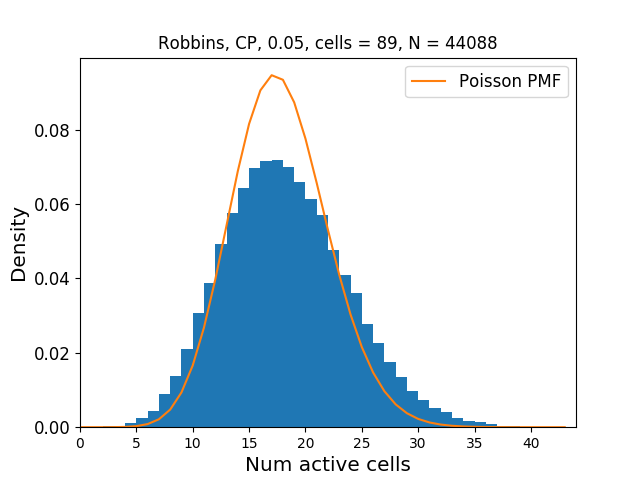 Robbins, CP, 0.05, cells = 89, N = 44088
Poisson PMF
Density
0.08
0.06
0.04
0.02
0.00
0 5 10 15 20 25 30 35 40
Num active cells